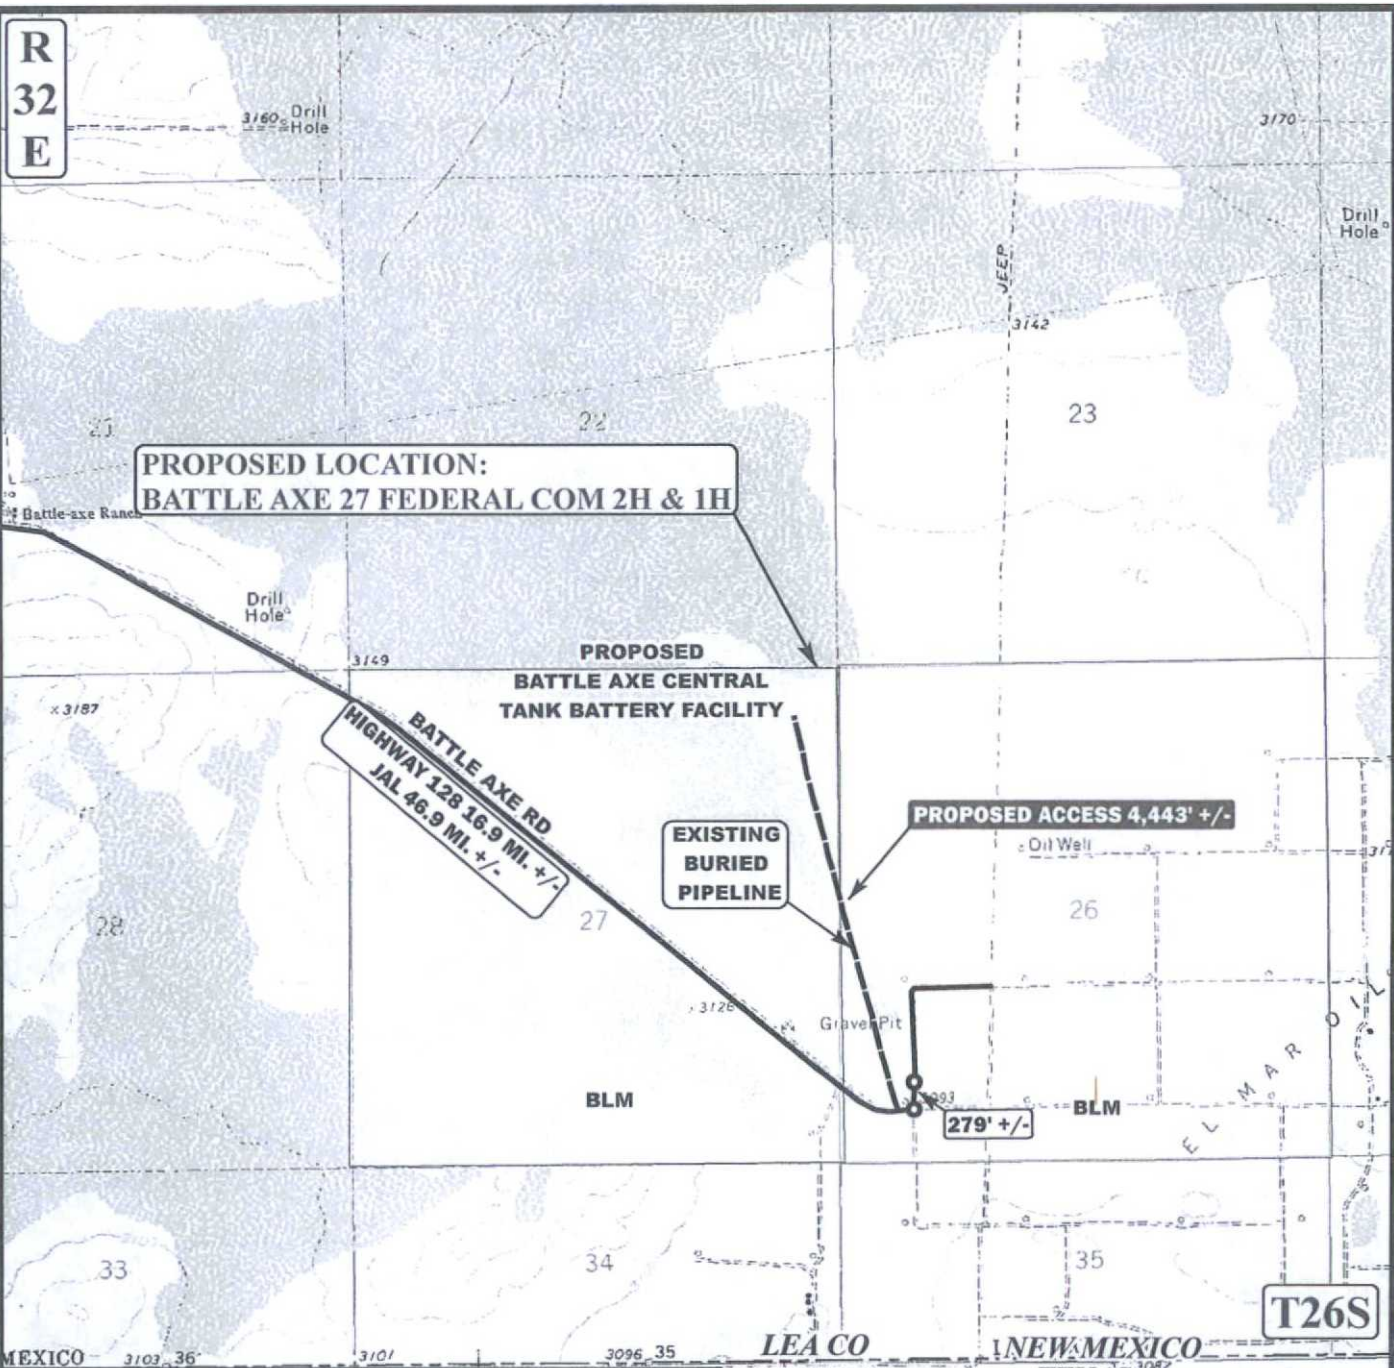 R
32
E
3160
Drill
Hole
3170
Drill
Hole
JEEP
3142
21
22
23
PROPOSED LOCATION:
BATTLE AXE 27 FEDERAL COM 2H & 1H
Battle-axe Ranch
Drill
Hole
3149
PROPOSED
BATTLE AXE CENTRAL
TANK BATTERY FACILITY
x 3187
BATTLE AXE RD
HIGHWAY 128 16.9 MI. +/-
JAL 46.9 MI. +/-
EXISTING
BURIED
PIPELINE
PROPOSED ACCESS 4,443' +/-
Oil Well
28
27
26
3126
Gravel Pit
EL MAR OIL
BLM
BLM
279' +/-
33
34
35
T26S
LEA CO
NEW MEXICO
MEXICO
3103
36
3101
3096
35